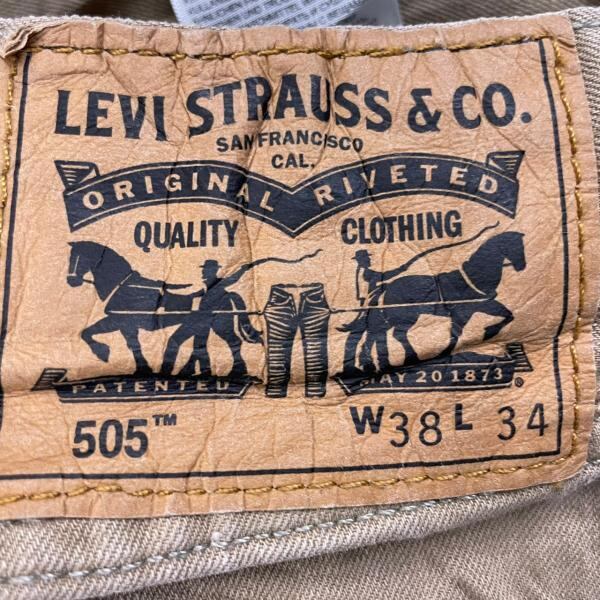 LEVI STRAUSS & CO.
SAN FRANCISCO
CAL.
ORIGINAL RIVETED
QUALITY CLOTHING
PATENTED MAY 20 1873 ®
505™ W38 L 34